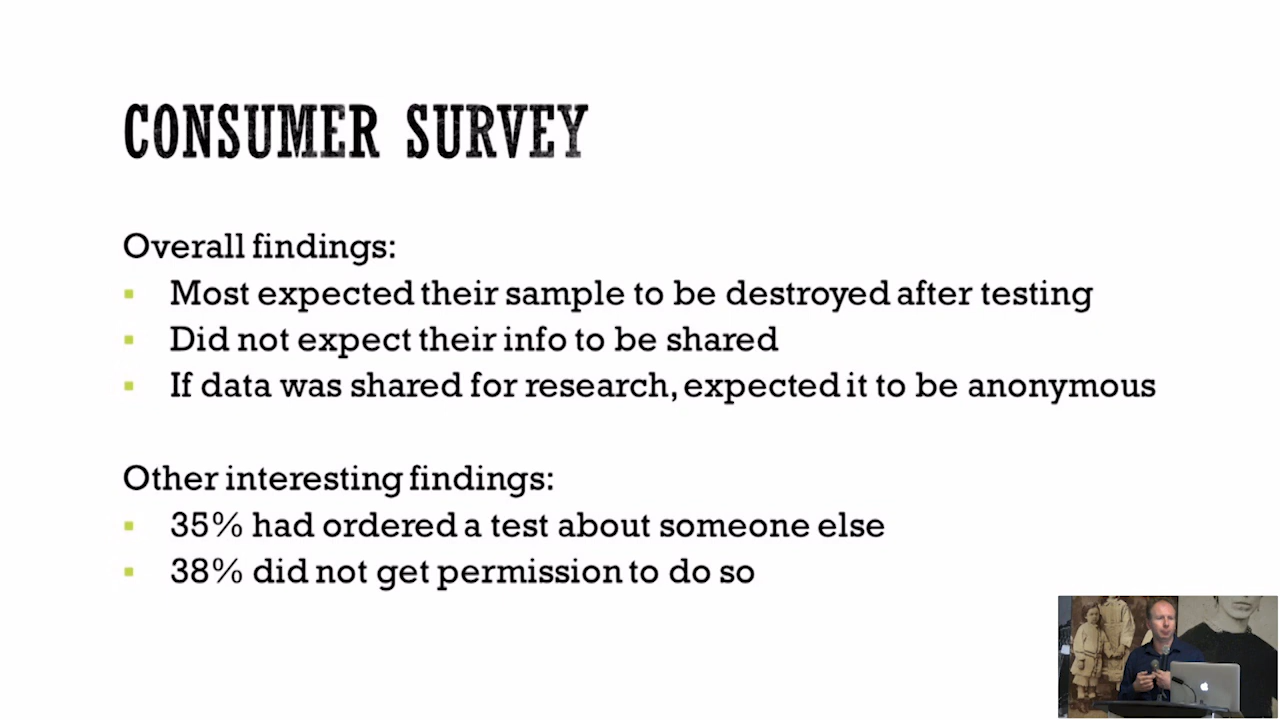 CONSUMER SURVEY
Overall findings:
▪ Most expected their sample to be destroyed after testing
▪ Did not expect their info to be shared
▪ If data was shared for research, expected it to be anonymous
Other interesting findings:
▪ 35% had ordered a test about someone else
▪ 38% did not get permission to do so